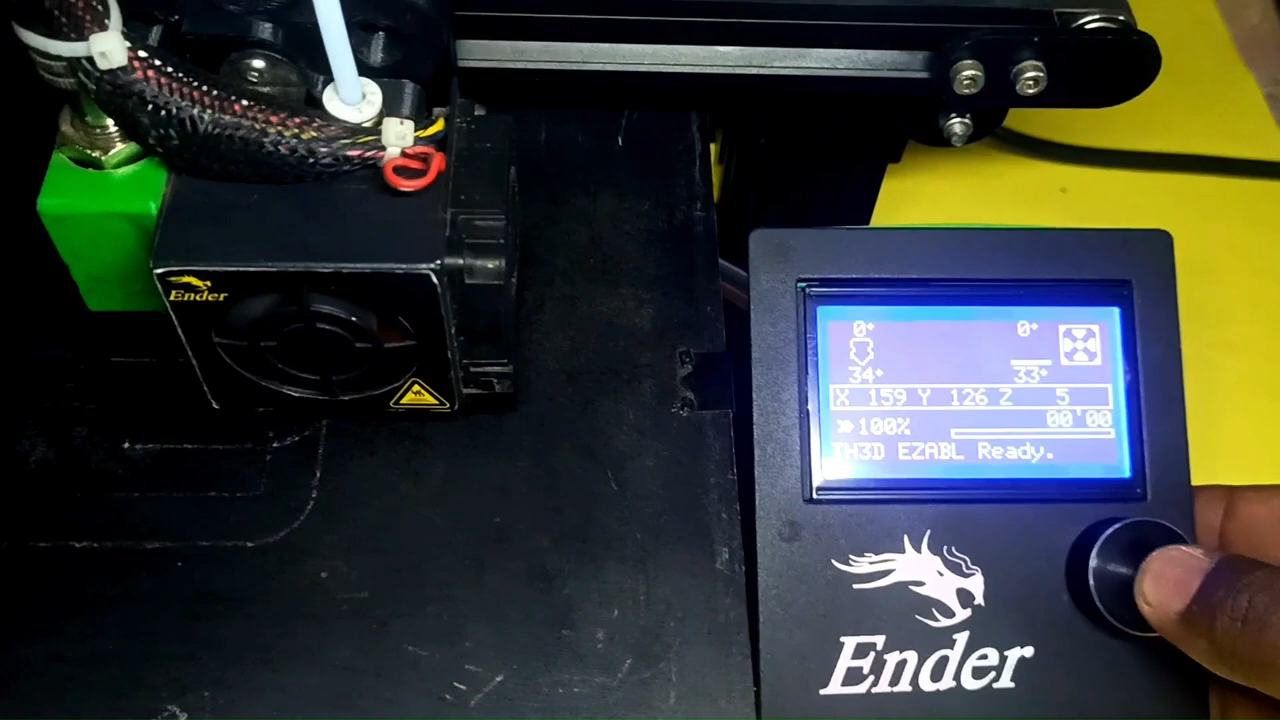 Ender
0° 0°
34° 33°
X 159 Y 126 Z 5
100% 00'00
TH3D EZABL Ready.
Ender